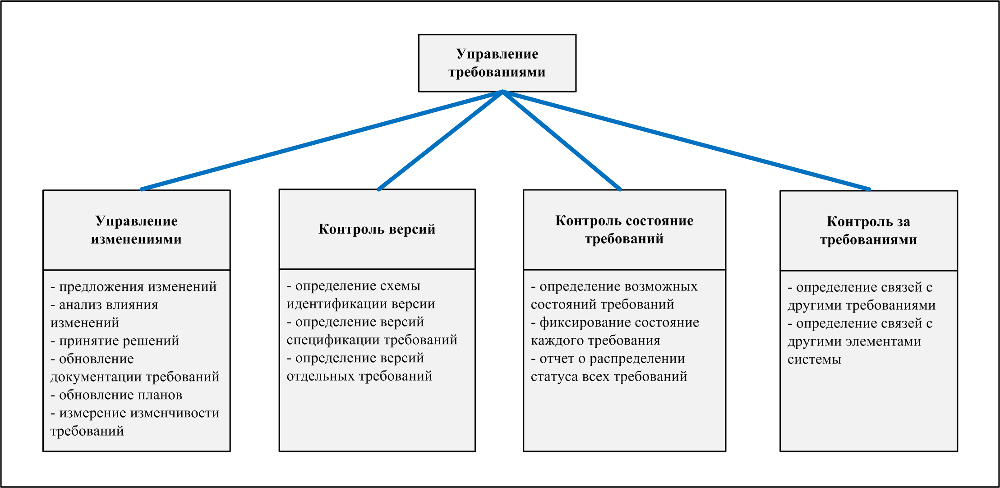 Управление
требованиями
Управление
изменениями
- предложения изменений
- анализ влияния
изменений
- принятие решений
- обновление
документации требований
- обновление планов
- измерение изменчивости
требований
Контроль версий
- определение схемы
идентификации версии
- определение версий
спецификации требований
- определение версий
отдельных требований
Контроль состояние
требований
- определение возможных
состояний требований
- фиксирование состояние
каждого требования
- отчет о распределении
статуса всех требований
Контроль за
требованиями
- определение связей с
другими требованиями
- определение связей с
другими элементами
системы